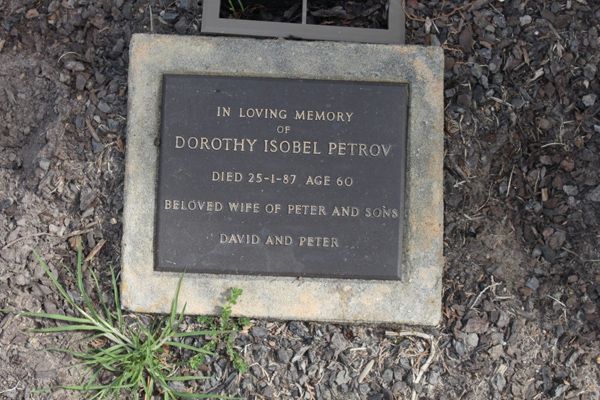 IN LOVING MEMORY
OF
DOROTHY ISOBEL PETROV
DIED 25-1-87 AGE 60
BELOVED WIFE OF PETER AND SONS
DAVID AND PETER